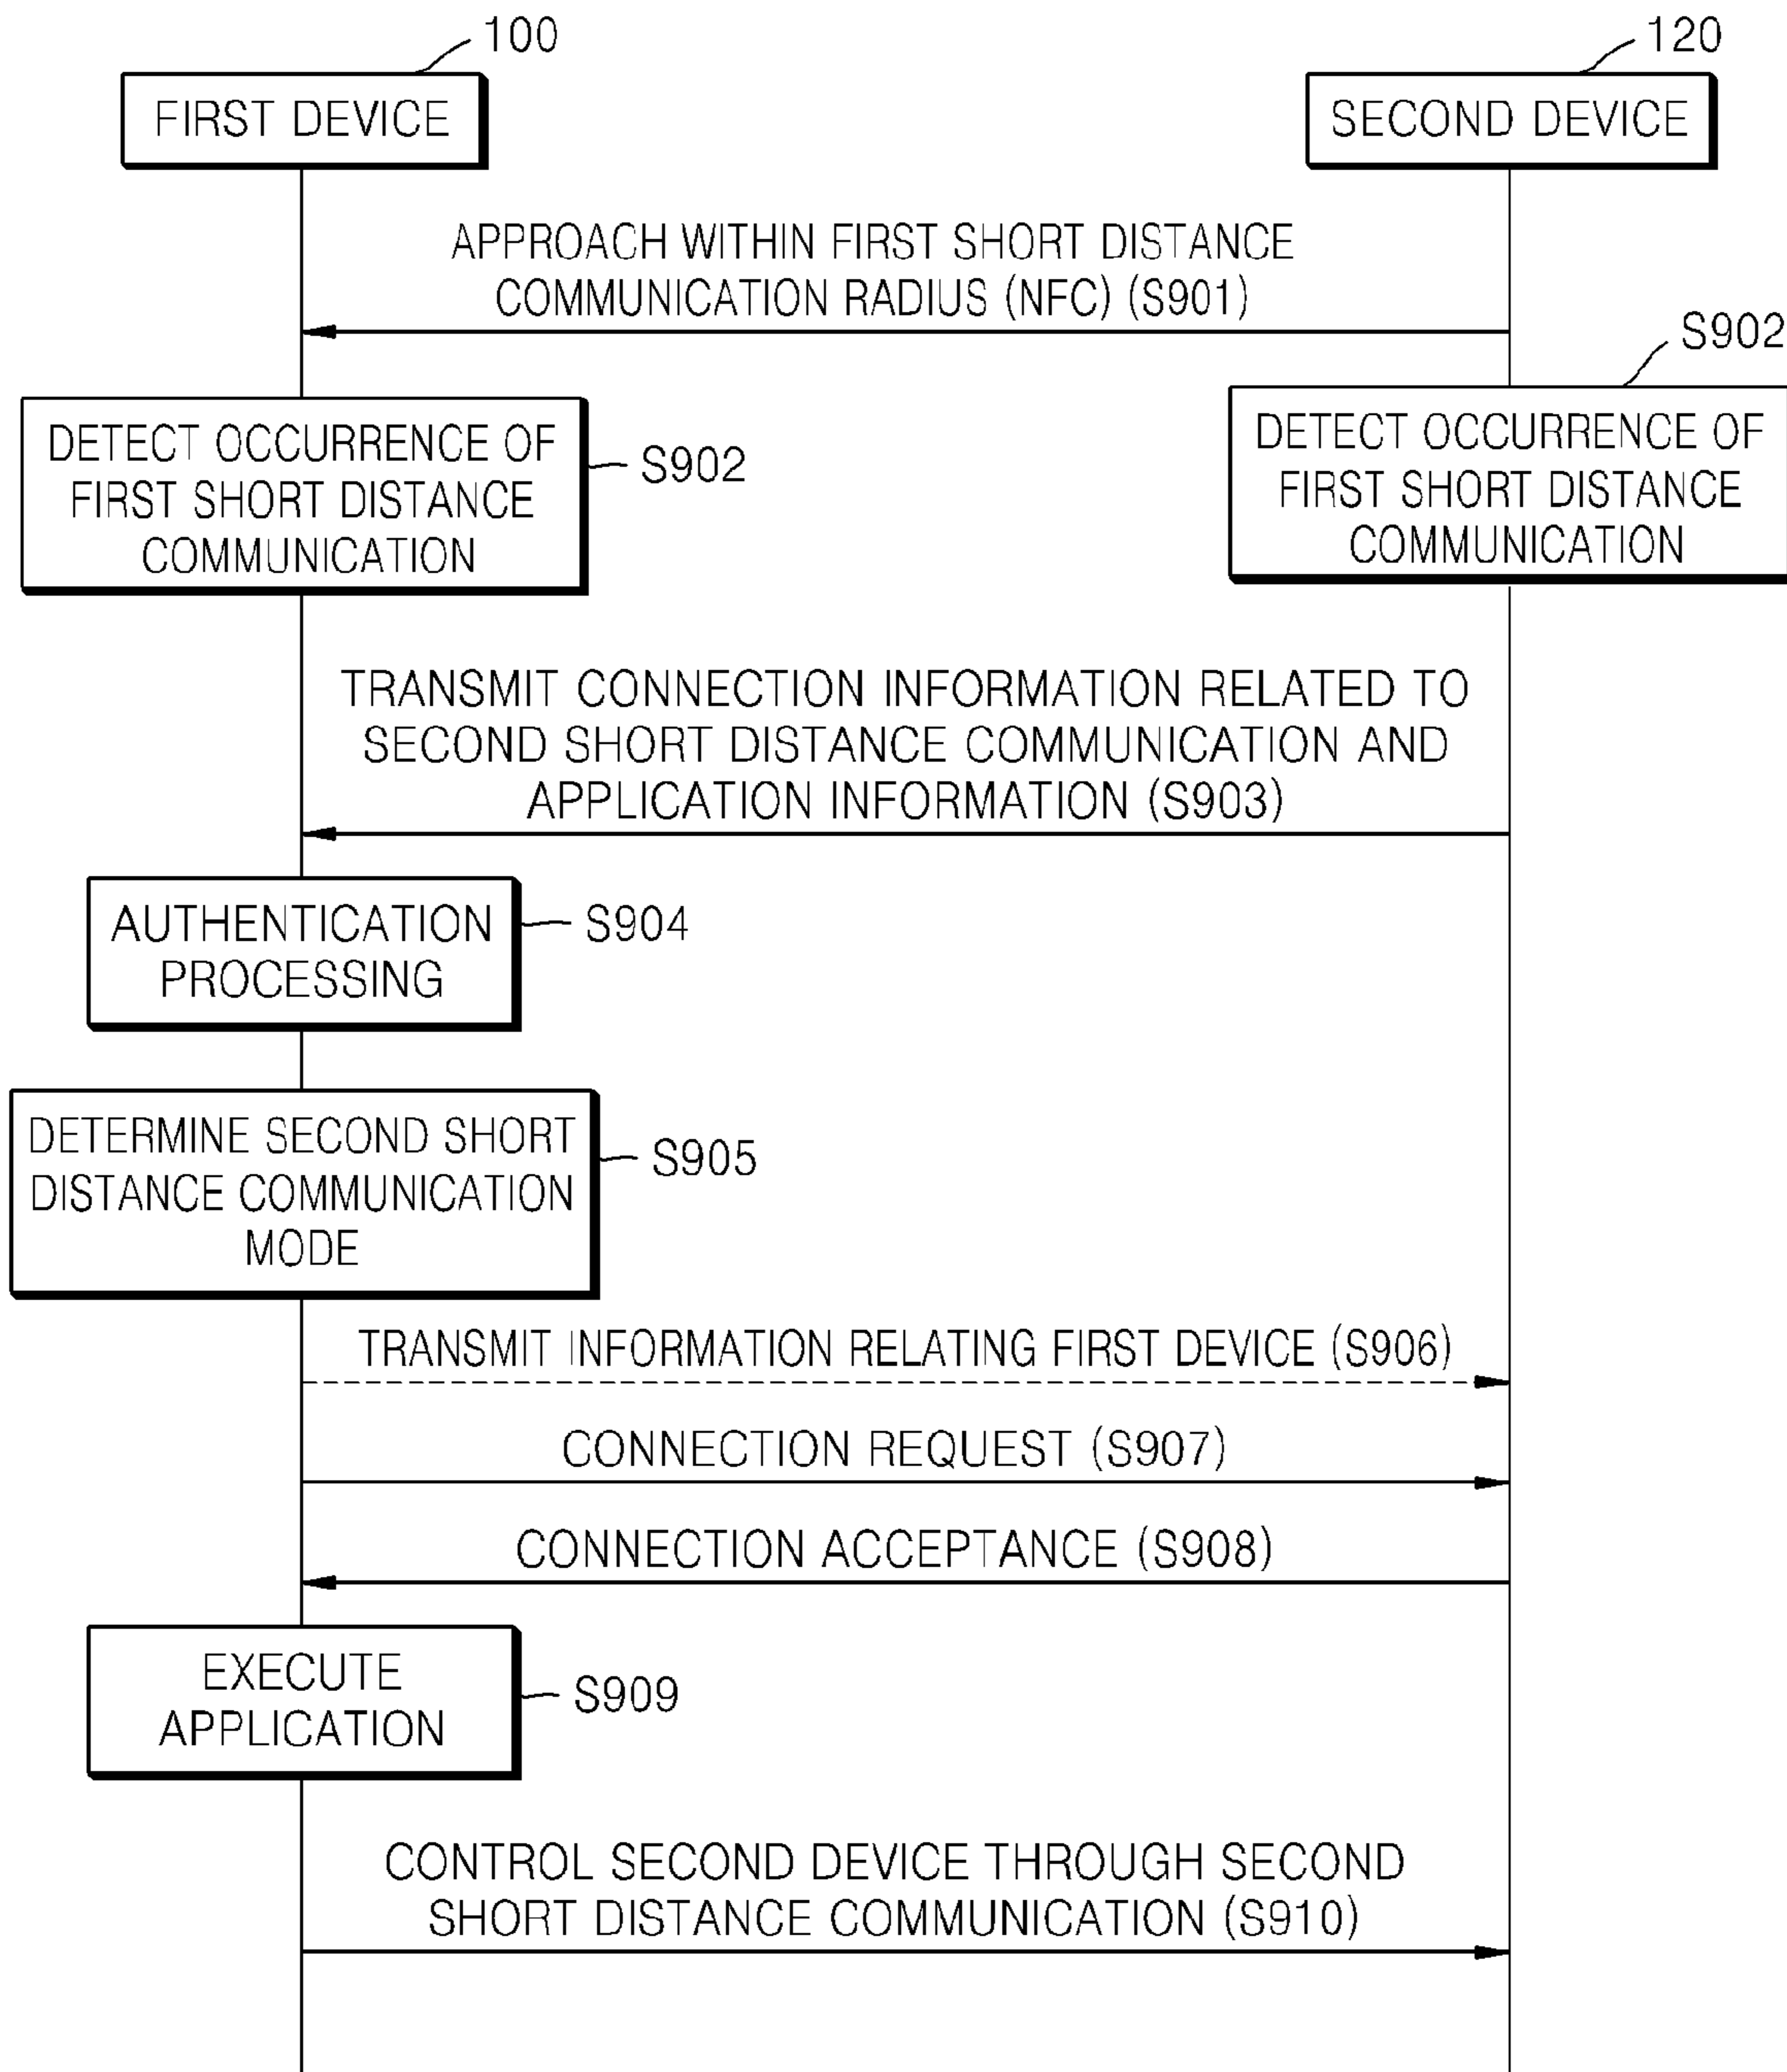 100
120
FIRST DEVICE
SECOND DEVICE
APPROACH WITHIN FIRST SHORT DISTANCE
COMMUNICATION RADIUS (NFC) (S901)
S902
DETECT OCCURRENCE OF
FIRST SHORT DISTANCE
COMMUNICATION
S902
DETECT OCCURRENCE OF
FIRST SHORT DISTANCE
COMMUNICATION
TRANSMIT CONNECTION INFORMATION RELATED TO
SECOND SHORT DISTANCE COMMUNICATION AND
APPLICATION INFORMATION (S903)
AUTHENTICATION
PROCESSING
S904
DETERMINE SECOND SHORT
DISTANCE COMMUNICATION
MODE
S905
TRANSMIT INFORMATION RELATING FIRST DEVICE (S906)
CONNECTION REQUEST (S907)
CONNECTION ACCEPTANCE (S908)
EXECUTE
APPLICATION
S909
CONTROL SECOND DEVICE THROUGH SECOND
SHORT DISTANCE COMMUNICATION (S910)